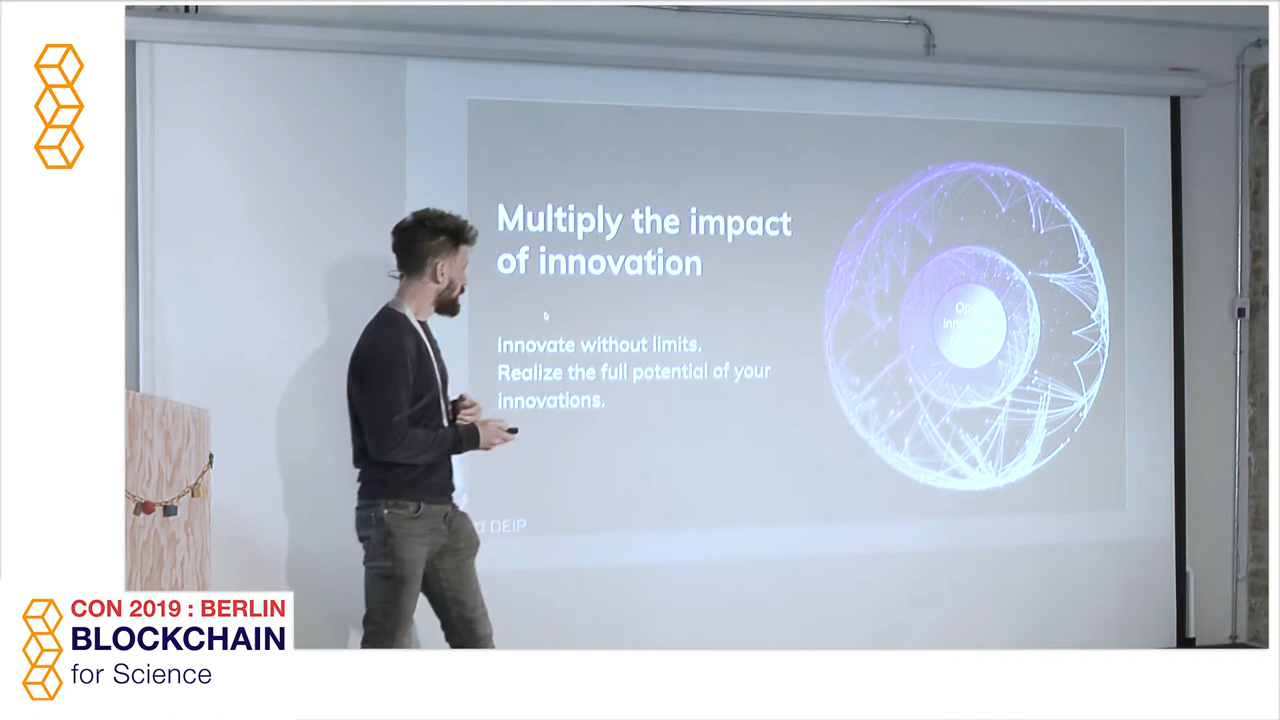 Multiply the impact
of innovation
Innovate without limits.
Realize the full potential of your
innovations.
DEIP
CON 2019 : BERLIN
BLOCKCHAIN
for Science